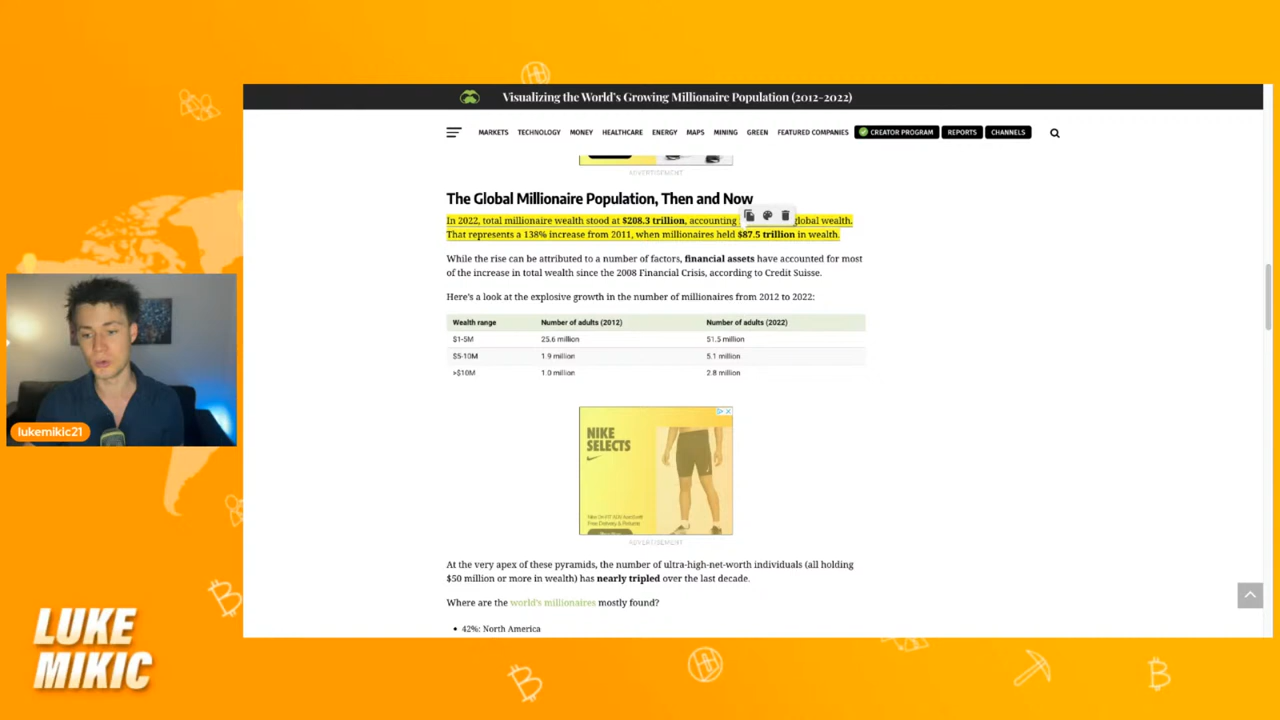 Visualizing the World's Growing Millionaire Population (2012-2022)
MARKETS TECHNOLOGY MONEY HEALTHCARE ENERGY MAPS MINING GREEN FEATURED COMPANIES CREATOR PROGRAM REPORTS CHANNELS
ADVERTISEMENT
The Global Millionaire Population, Then and Now
In 2022, total millionaire wealth stood at $208.3 trillion, accounting global wealth.
That represents a 138% increase from 2011, when millionaires held $87.5 trillion in wealth.
While the rise can be attributed to a number of factors, financial assets have accounted for most
of the increase in total wealth since the 2008 Financial Crisis, according to Credit Suisse.
Here's a look at the explosive growth in the number of millionaires from 2012 to 2022:
Wealth range Number of adults (2012) Number of adults (2022)
$1-5M 25.6 million 51.5 million
$5-10M 1.9 million 5.1 million
>$10M 1.0 million 2.8 million
NIKE
SELECTS
Free Delivery & Returns
ADVERTISEMENT
At the very apex of these pyramids, the number of ultra-high-net-worth individuals (all holding
$50 million or more in wealth) has nearly tripled over the last decade.
Where are the world's millionaires mostly found?
• 42%: North America
lukemikic21
LUKE
MIKIC